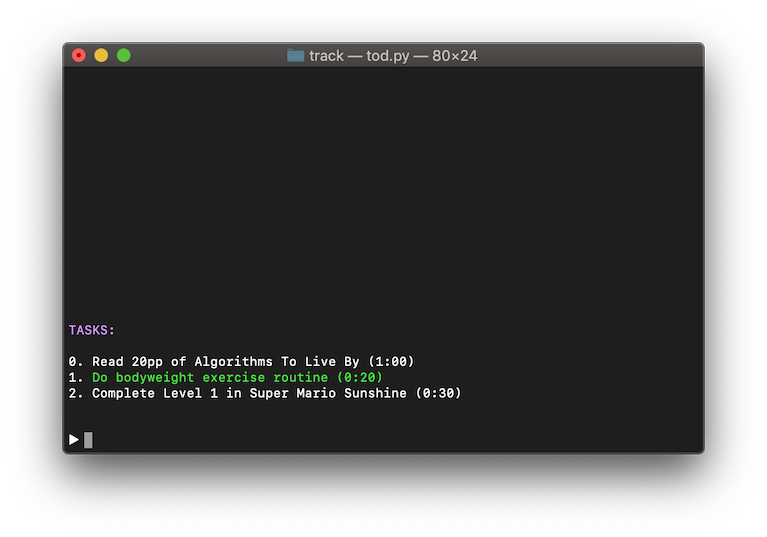 track — tod.py — 80×24
TASKS:
0. Read 20pp of Algorithms To Live By (1:00)
1. Do bodyweight exercise routine (0:20)
2. Complete Level 1 in Super Mario Sunshine (0:30)